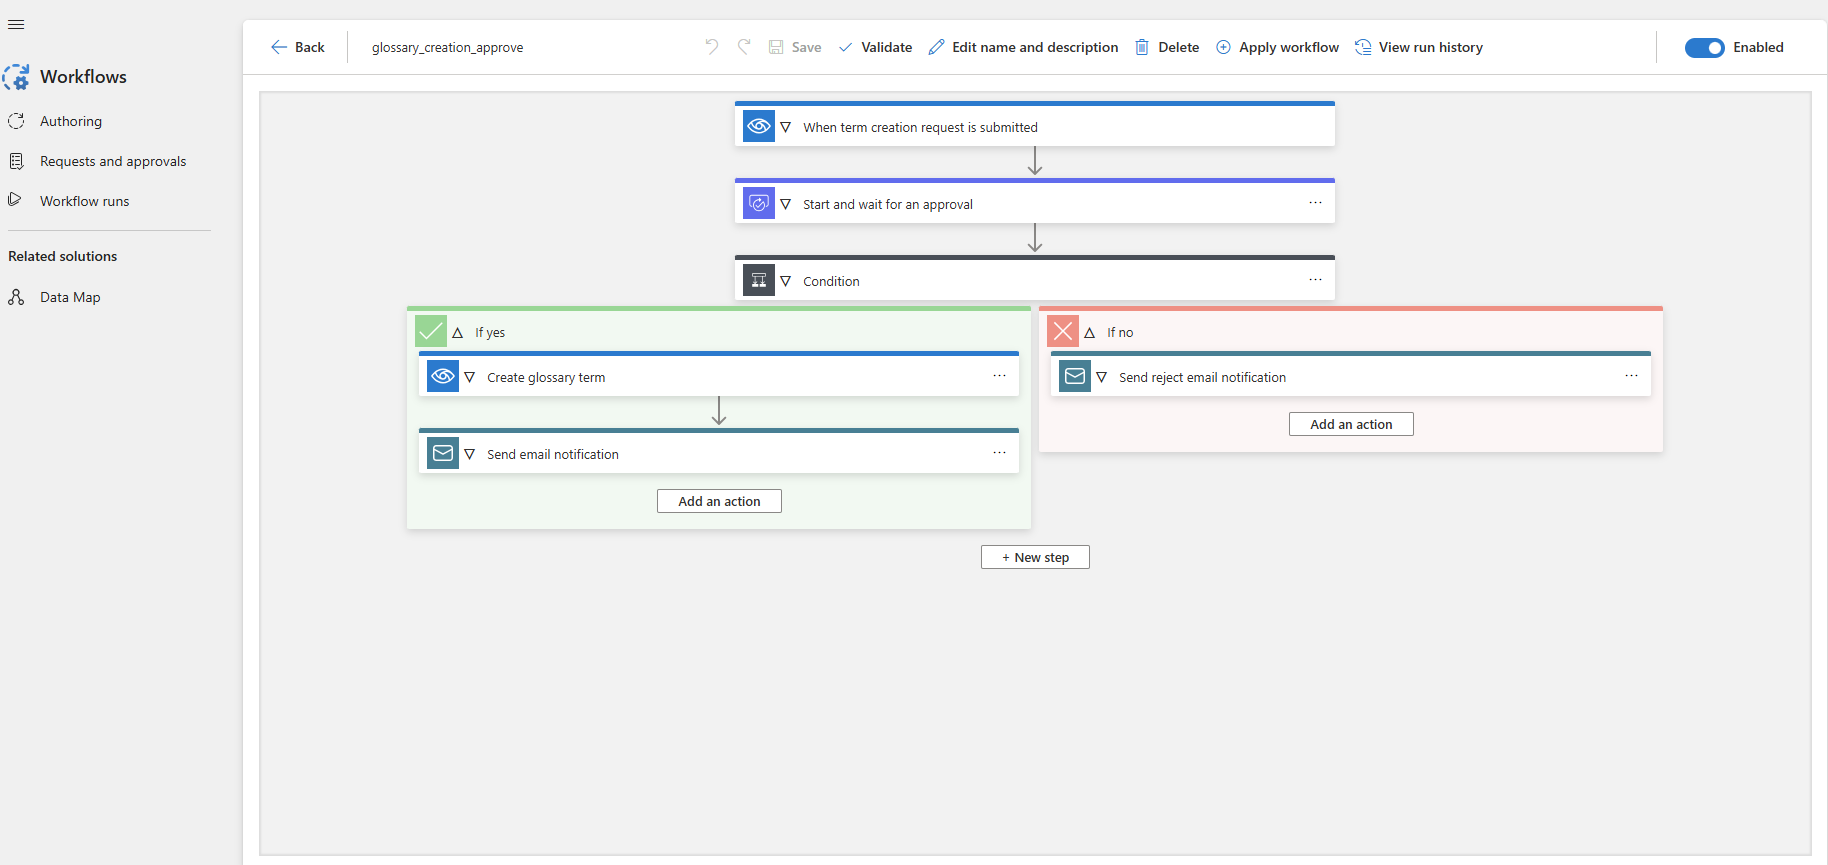 Back
glossary_creation_approve
Save
Validate
Edit name and description
Delete
Apply workflow
View run history
Enabled
Workflows
Authoring
Requests and approvals
Workflow runs
Related solutions
Data Map
When term creation request is submitted
Start and wait for an approval
Condition
If yes
Create glossary term
Send email notification
Add an action
If no
Send reject email notification
Add an action
+ New step